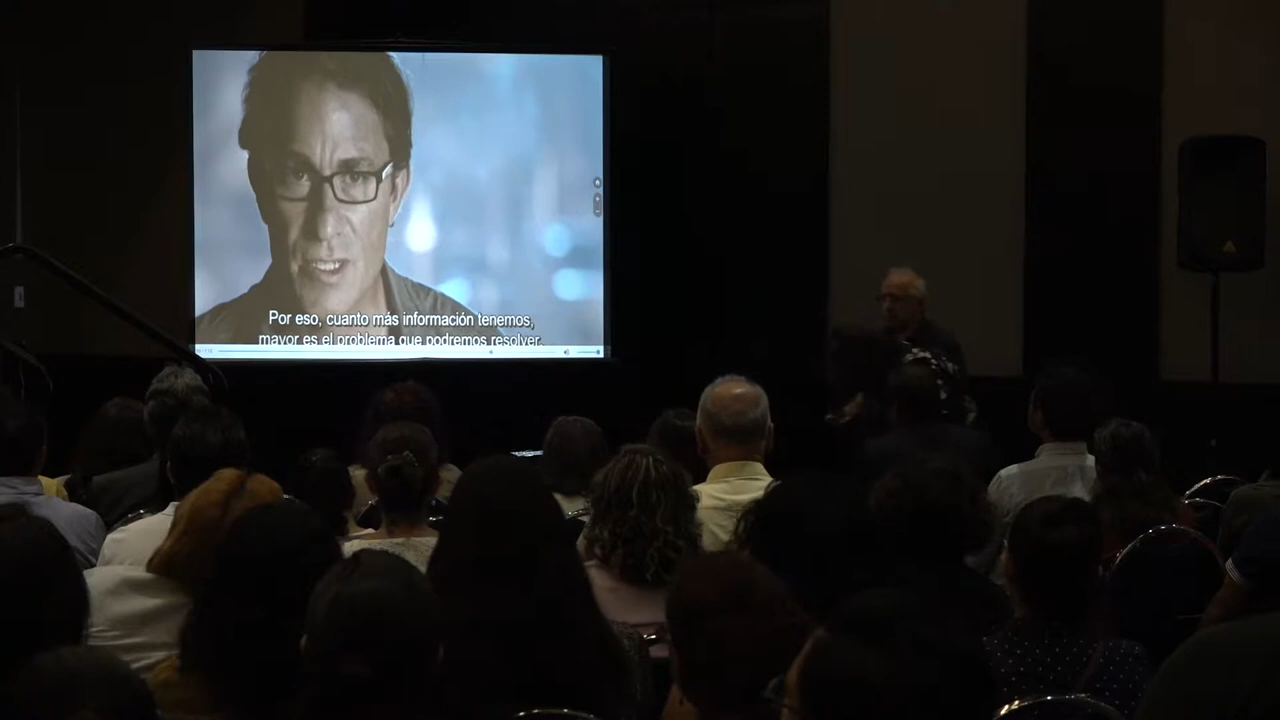 Por eso, cuanto más información tenemos,
mayor es el problema que podremos resolver.